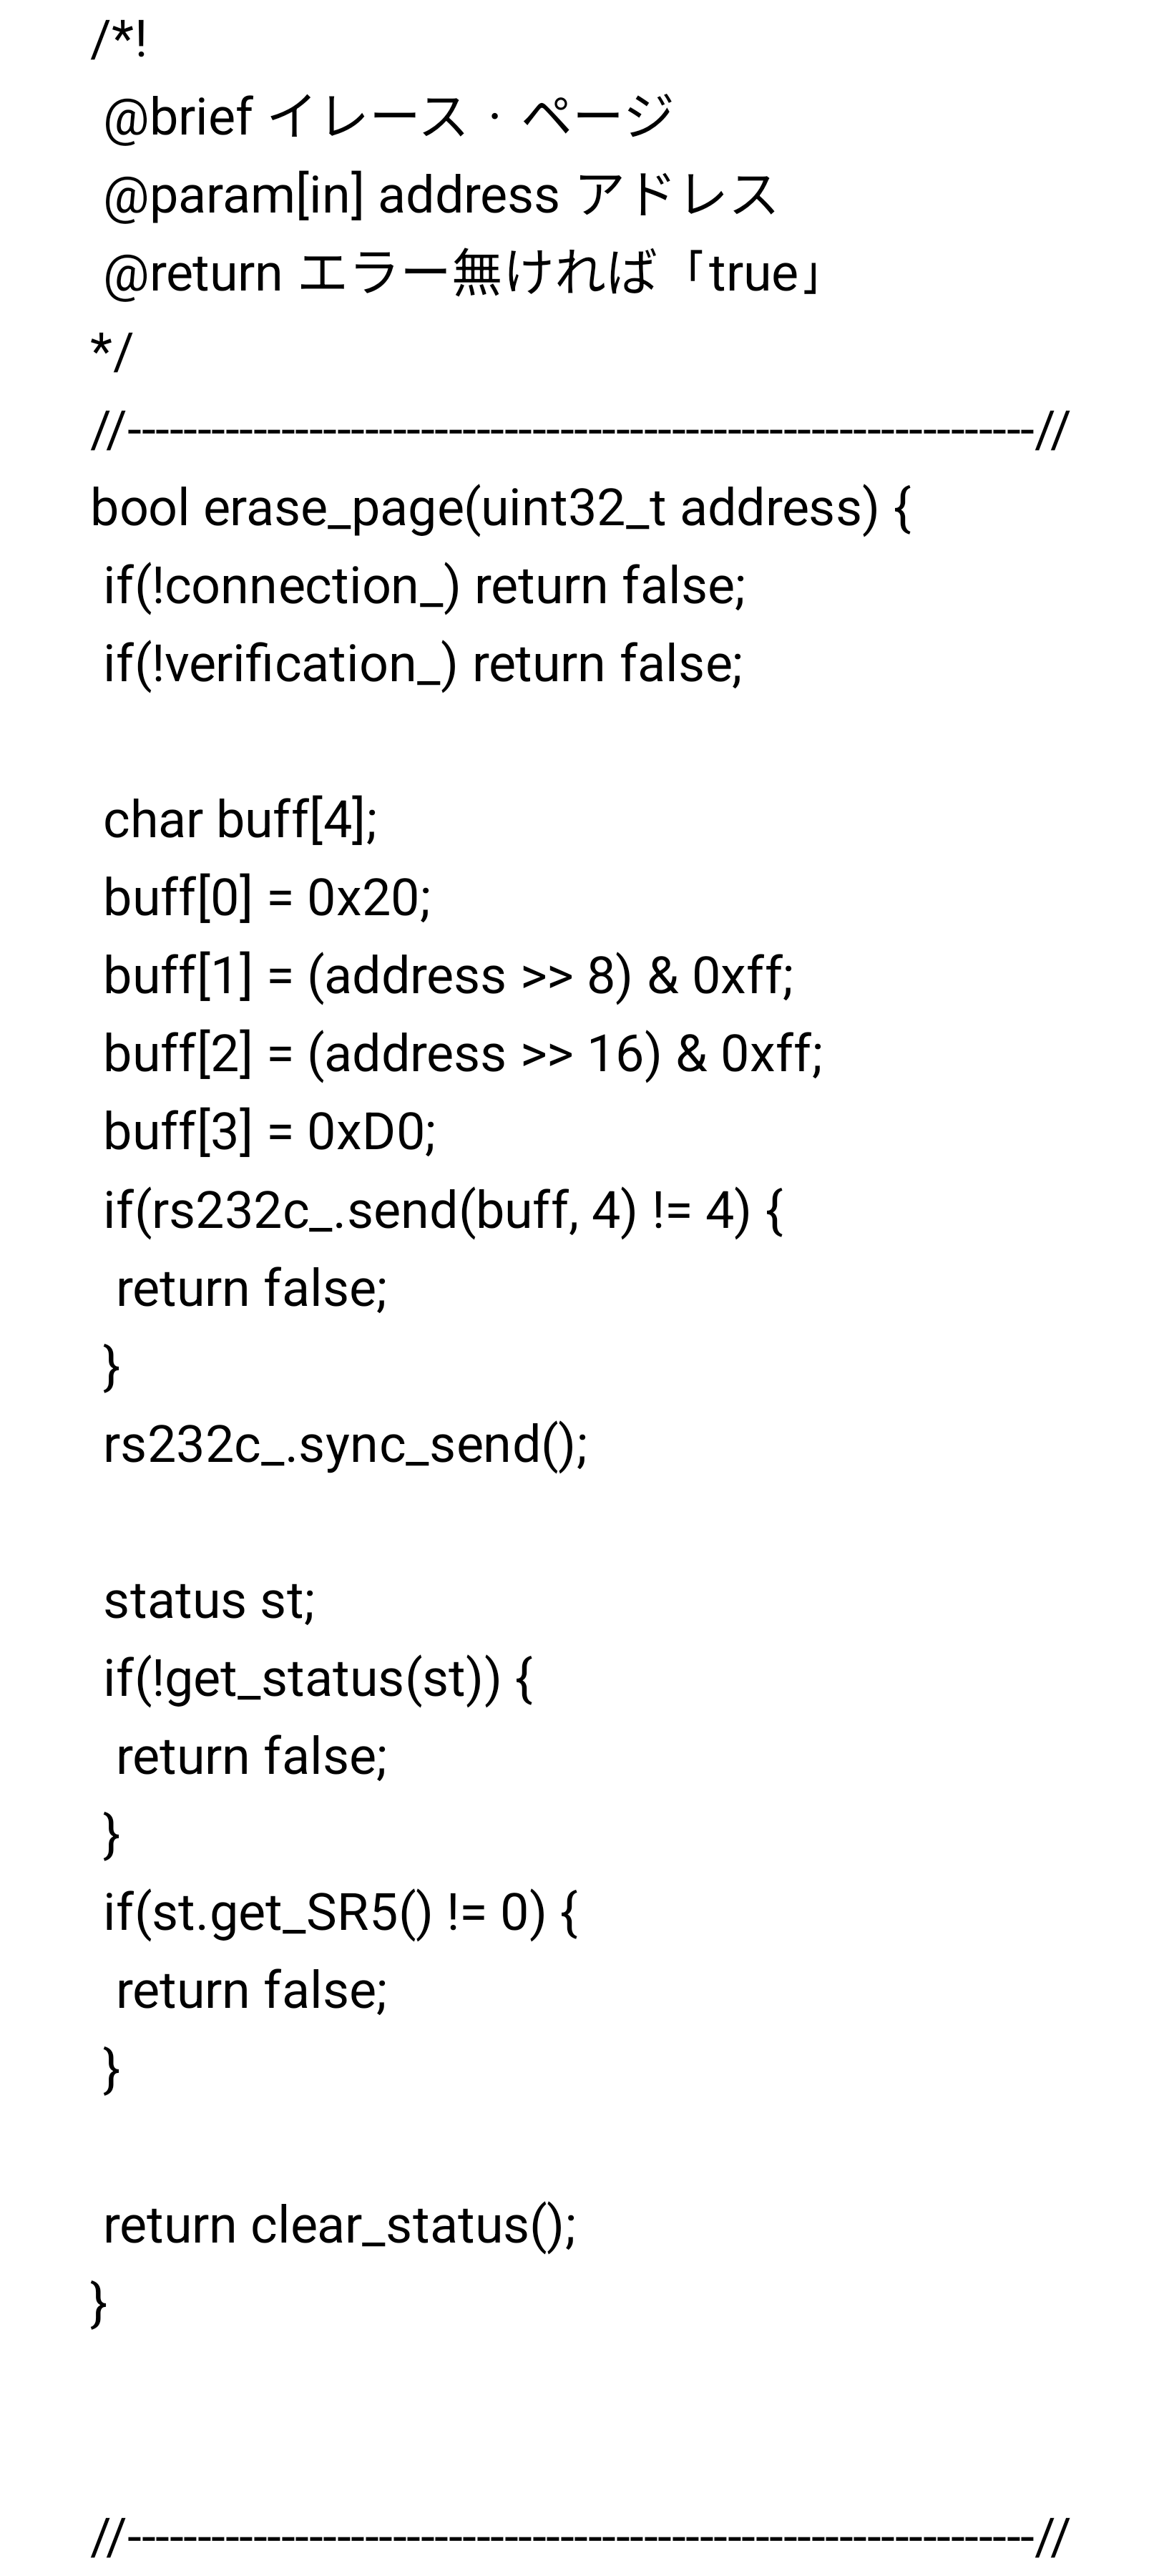 /*!
@brief イレース・ページ
@param[in] address アドレス
@return エラー無ければ「true」
*/
//-----------------------------------------------------------------//
bool erase_page(uint32_t address) {
if(!connection_) return false;
if(!verification_) return false;
char buff[4];
buff[0] = 0x20;
buff[1] = (address >> 8) & 0xff;
buff[2] = (address >> 16) & 0xff;
buff[3] = 0xD0;
if(rs232c_.send(buff, 4) != 4) {
return false;
}
rs232c_.sync_send();
status st;
if(!get_status(st)) {
return false;
}
if(st.get_SR5() != 0) {
return false;
}
return clear_status();
}
//-----------------------------------------------------------------//